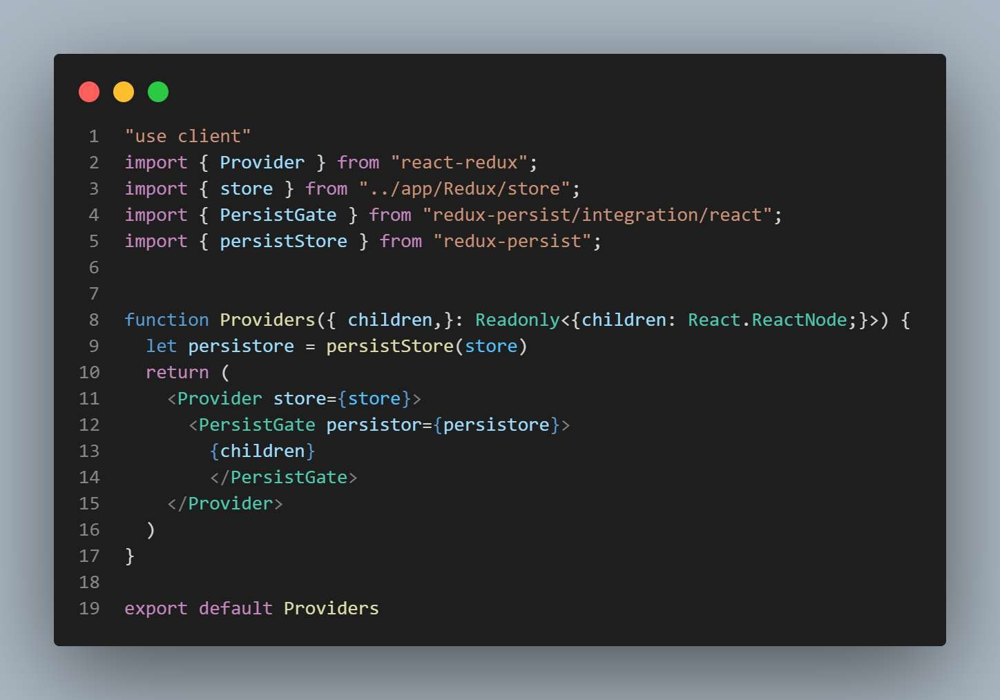 1 "use client"
2 import { Provider } from "react-redux";
3 import { store } from "../app/Redux/store";
4 import { PersistGate } from "redux-persist/integration/react";
5 import { persistStore } from "redux-persist";
6
7
8 function Providers({ children,}: Readonly<{children: React.ReactNode;}>) {
9   let persistore = persistStore(store)
10   return (
11     <Provider store={store}>
12       <PersistGate persistor={persistore}>
13         {children}
14         </PersistGate>
15     </Provider>
16   )
17 }
18
19 export default Providers